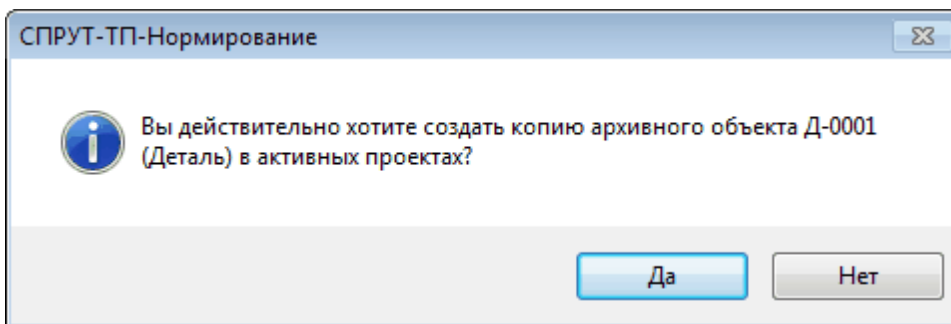 СПРУТ-ТП-Нормирование
Вы действительно хотите создать копию архивного объекта Д-0001
(Деталь) в активных проектах?
Да
Нет